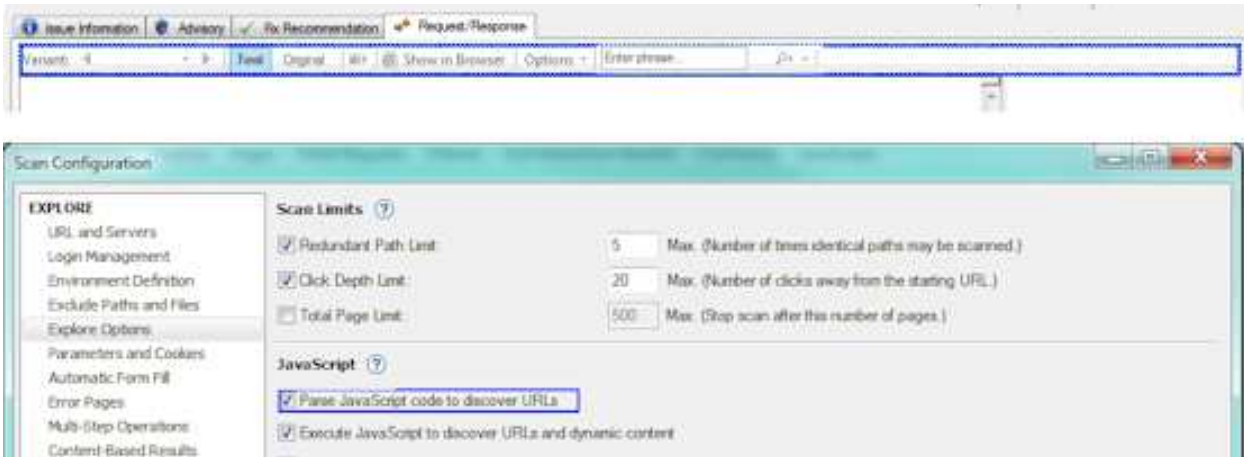 Issue Information Advisory Fix Recommendation Request/Response
Variant: 4 Test Original Show in Browser Options Enter phrase...
Scan Configuration
EXPLORE
URL and Servers
Login Management
Environment Definition
Exclude Paths and Files
Explore Options
Parameters and Cookies
Automatic Form Fill
Error Pages
Multi-Step Operations
Content-Based Results
Scan Limits ?
Redundant Path Limit: 5 Max. (Number of times identical paths may be scanned.)
Click Depth Limit: 20 Max. (Number of clicks away from the starting URL.)
Total Page Limit: 500 Max. (Stop scan after this number of pages.)
JavaScript ?
Parse JavaScript code to discover URLs
Execute JavaScript to discover URLs and dynamic content